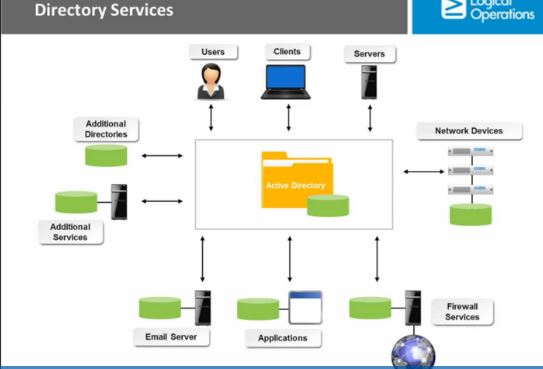 Directory Services
Logical
Operations
Users
Clients
Servers
Additional
Directories
Network Devices
Active Directory
Additional
Services
Email Server
Applications
Firewall
Services